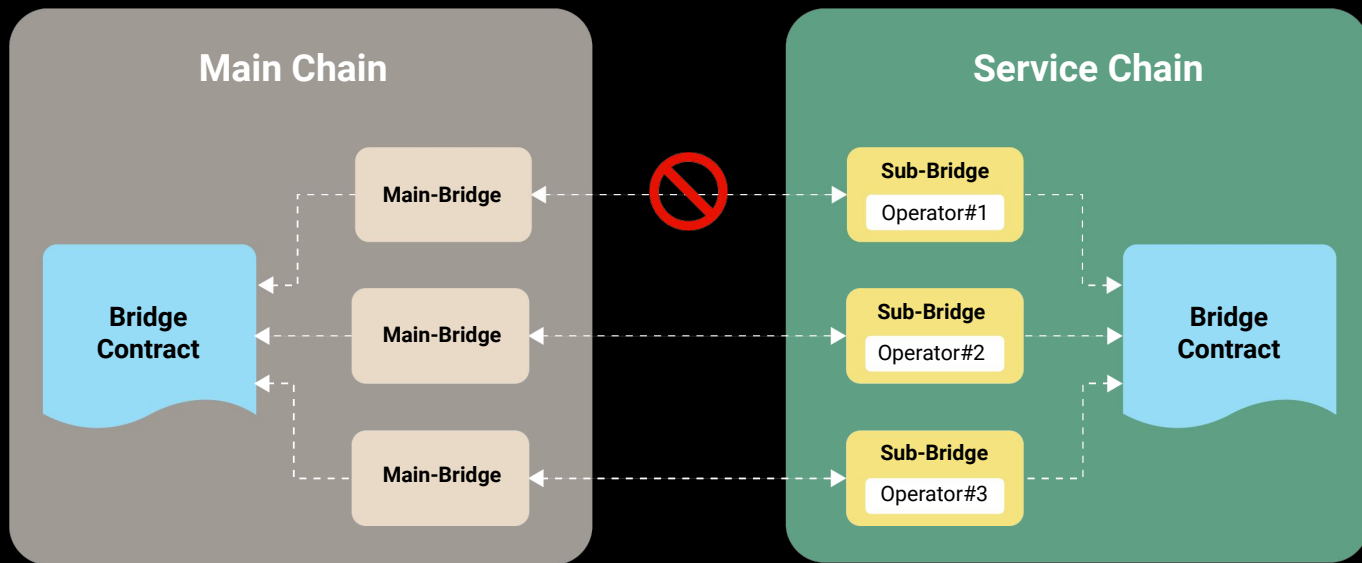 Main Chain
Service Chain
Main-Bridge
Sub-Bridge
Operator#1
Bridge
Contract
Main-Bridge
Sub-Bridge
Operator#2
Bridge
Contract
Main-Bridge
Sub-Bridge
Operator#3